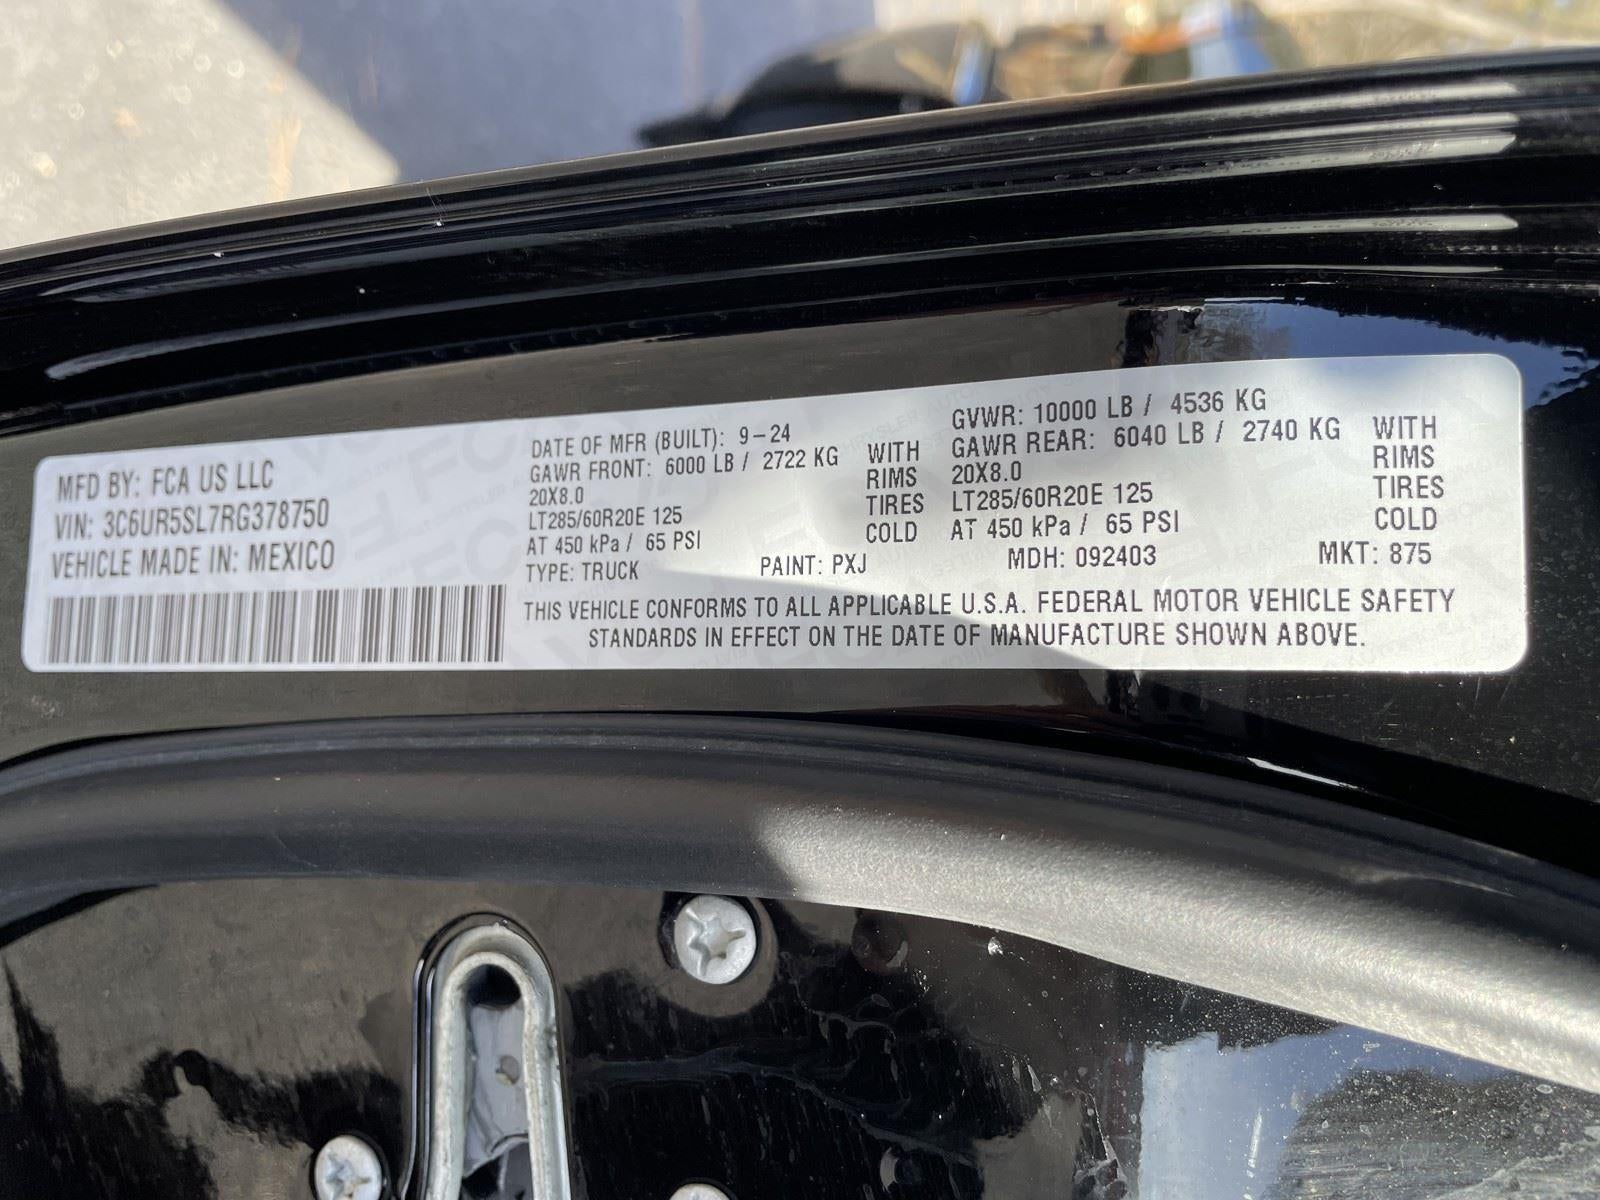 MFD BY: FCA US LLC
VIN: 3C6UR5SL7RG378750
VEHICLE MADE IN: MEXICO
DATE OF MFR (BUILT): 9-24
GAWR FRONT: 6000 LB / 2722 KG WITH
20X8.0 RIMS
LT285/60R20E 125 TIRES
AT 450 kPa / 65 PSI COLD
GVWR: 10000 LB / 4536 KG
GAWR REAR: 6040 LB / 2740 KG WITH
20X8.0 RIMS
LT285/60R20E 125 TIRES
AT 450 kPa / 65 PSI COLD
TYPE: TRUCK PAINT: PXJ MDH: 092403 MKT: 875
THIS VEHICLE CONFORMS TO ALL APPLICABLE U.S.A. FEDERAL MOTOR VEHICLE SAFETY
STANDARDS IN EFFECT ON THE DATE OF MANUFACTURE SHOWN ABOVE.